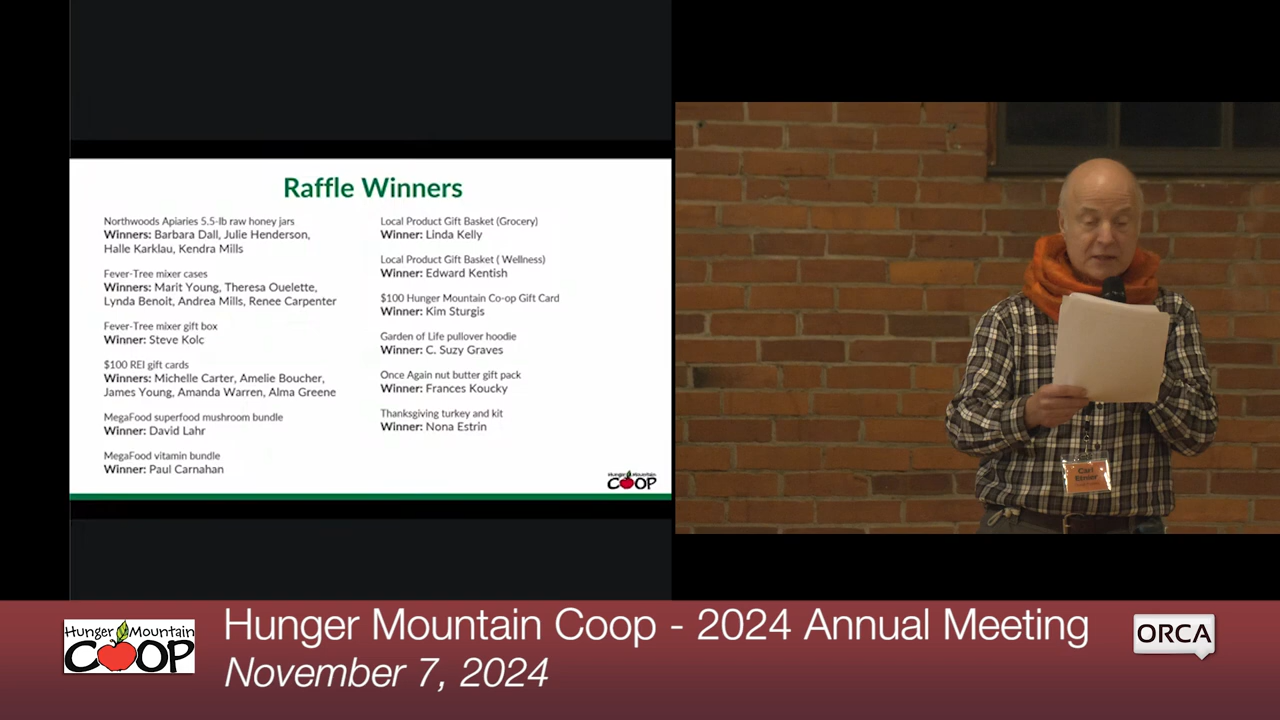 Raffle Winners
Northwoods Apiaries 5.5-lb raw honey jars
Winners: Barbara Dall, Julie Henderson,
Halle Karklau, Kendra Mills
Fever-Tree mixer cases
Winners: Marit Young, Theresa Ouelette,
Lynda Benoit, Andrea Mills, Renee Carpenter
Fever-Tree mixer gift box
Winner: Steve Kolc
$100 REI gift cards
Winners: Michelle Carter, Amelie Boucher,
James Young, Amanda Warren, Alma Greene
MegaFood superfood mushroom bundle
Winner: David Lahr
MegaFood vitamin bundle
Winner: Paul Carnahan
Local Product Gift Basket (Grocery)
Winner: Linda Kelly
Local Product Gift Basket ( Wellness)
Winner: Edward Kentish
$100 Hunger Mountain Co-op Gift Card
Winner: Kim Sturgis
Garden of Life pullover hoodie
Winner: C. Suzy Graves
Once Again nut butter gift pack
Winner: Frances Koucky
Thanksgiving turkey and kit
Winner: Nona Estrin
Hunger Mountain
COOP
Carl
Etnier
Hunger Mountain
COOP
Hunger Mountain Coop - 2024 Annual Meeting
November 7, 2024
ORCA